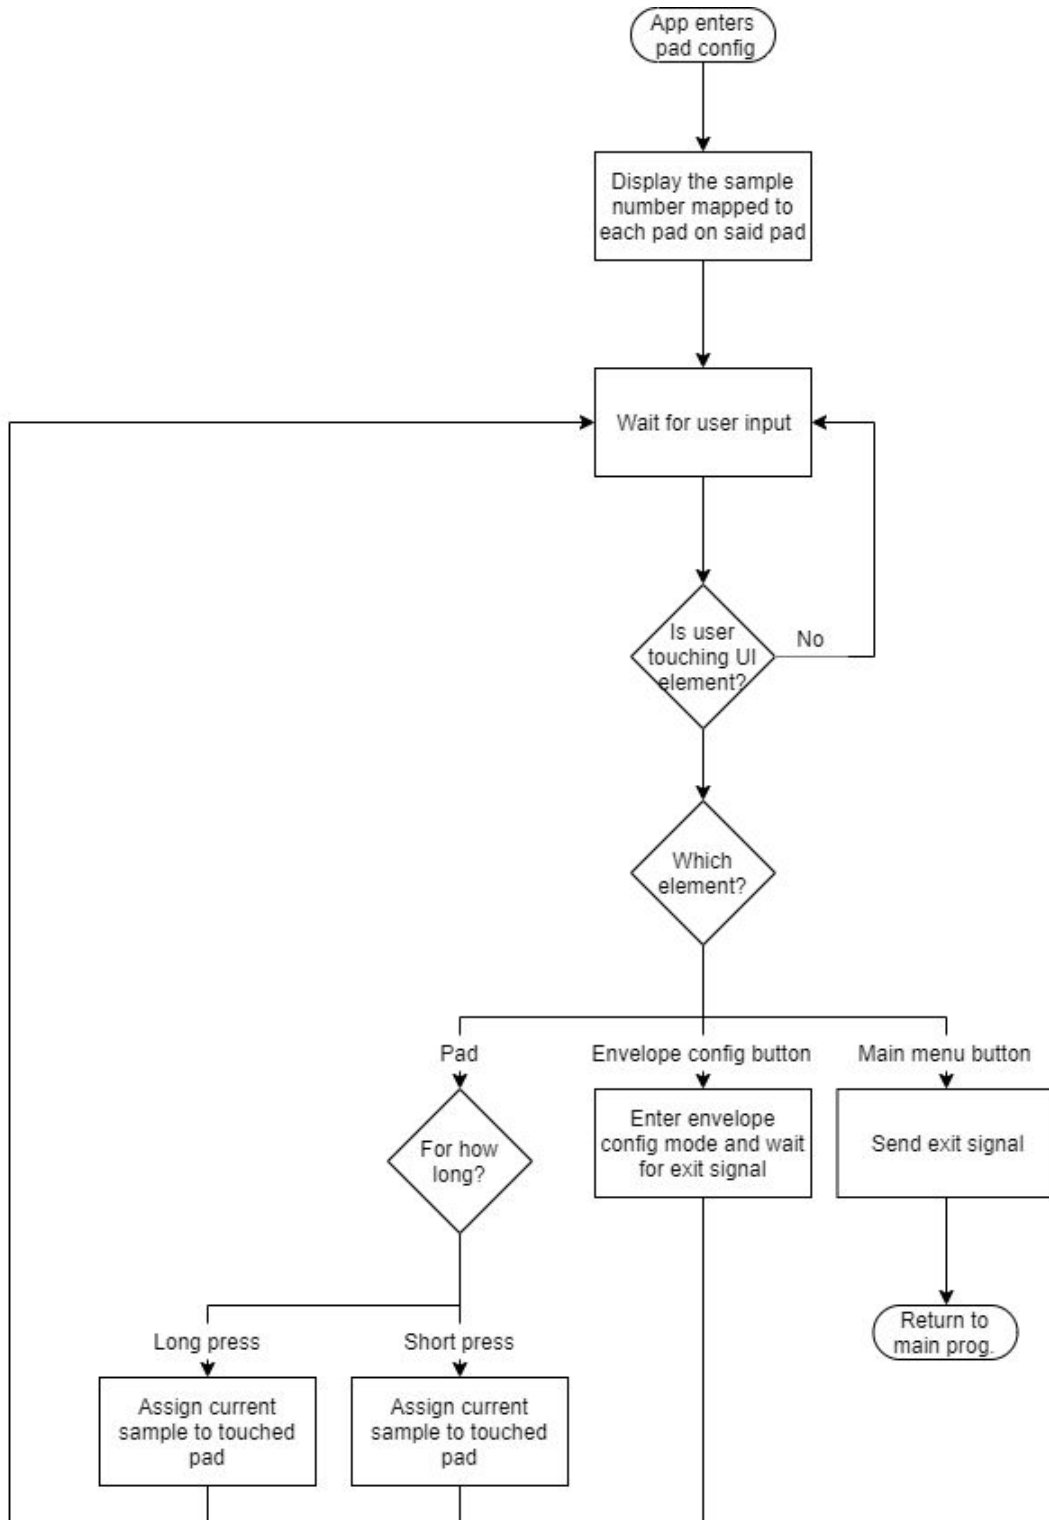 App enters
pad config
Display the sample
number mapped to
each pad on said pad
Wait for user input
Is user
touching UI
element?
No
Which
element?
Pad
Envelope config button
Main menu button
For how
long?
Enter envelope
config mode and wait
for exit signal
Send exit signal
Long press
Short press
Return to
main prog.
Assign current
sample to touched
pad
Assign current
sample to touched
pad